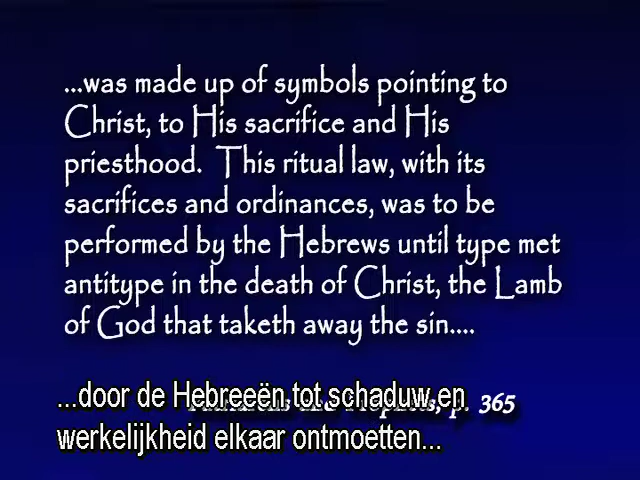 ...was made up of symbols pointing to
Christ, to His sacrifice and His
priesthood. This ritual law, with its
sacrifices and ordinances, was to be
performed by the Hebrews until type met
antitype in the death of Christ, the Lamb
of God that taketh away the sin....
p. 365
...door de Hebreeën tot schaduw en
werkelijkheid elkaar ontmoetten...